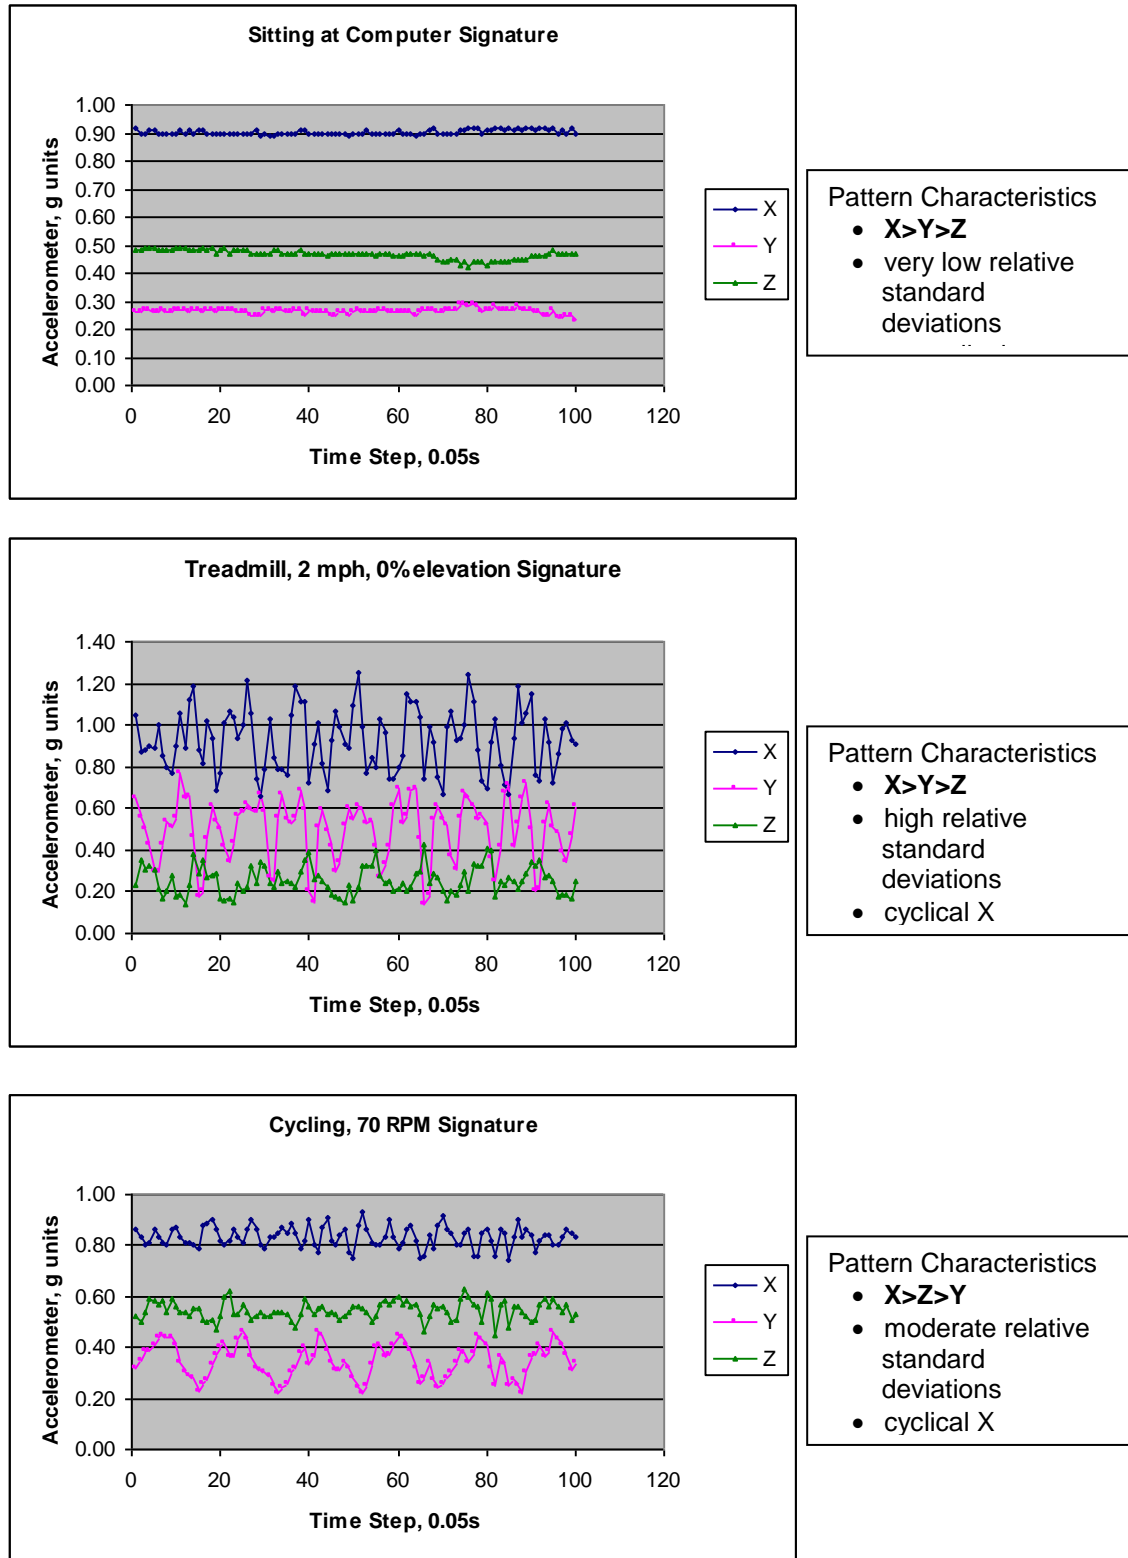 Sitting at Computer Signature
1.00
0.90
0.80
0.70
0.60
0.50
0.40
0.30
0.20
0.10
0.00
0 20 40 60 80 100 120
Accelerometer, g units
Time Step, 0.05s
X
Y
Z
Pattern Characteristics
• X>Y>Z
• very low relative
standard
deviations
Treadmill, 2 mph, 0% elevation Signature
1.40
1.20
1.00
0.80
0.60
0.40
0.20
0.00
0 20 40 60 80 100 120
Accelerometer, g units
Time Step, 0.05s
X
Y
Z
Pattern Characteristics
• X>Y>Z
• high relative
standard
deviations
• cyclical X
Cycling, 70 RPM Signature
1.00
0.80
0.60
0.40
0.20
0.00
0 20 40 60 80 100 120
Accelerometer, g units
Time Step, 0.05s
X
Y
Z
Pattern Characteristics
• X>Z>Y
• moderate relative
standard
deviations
• cyclical X